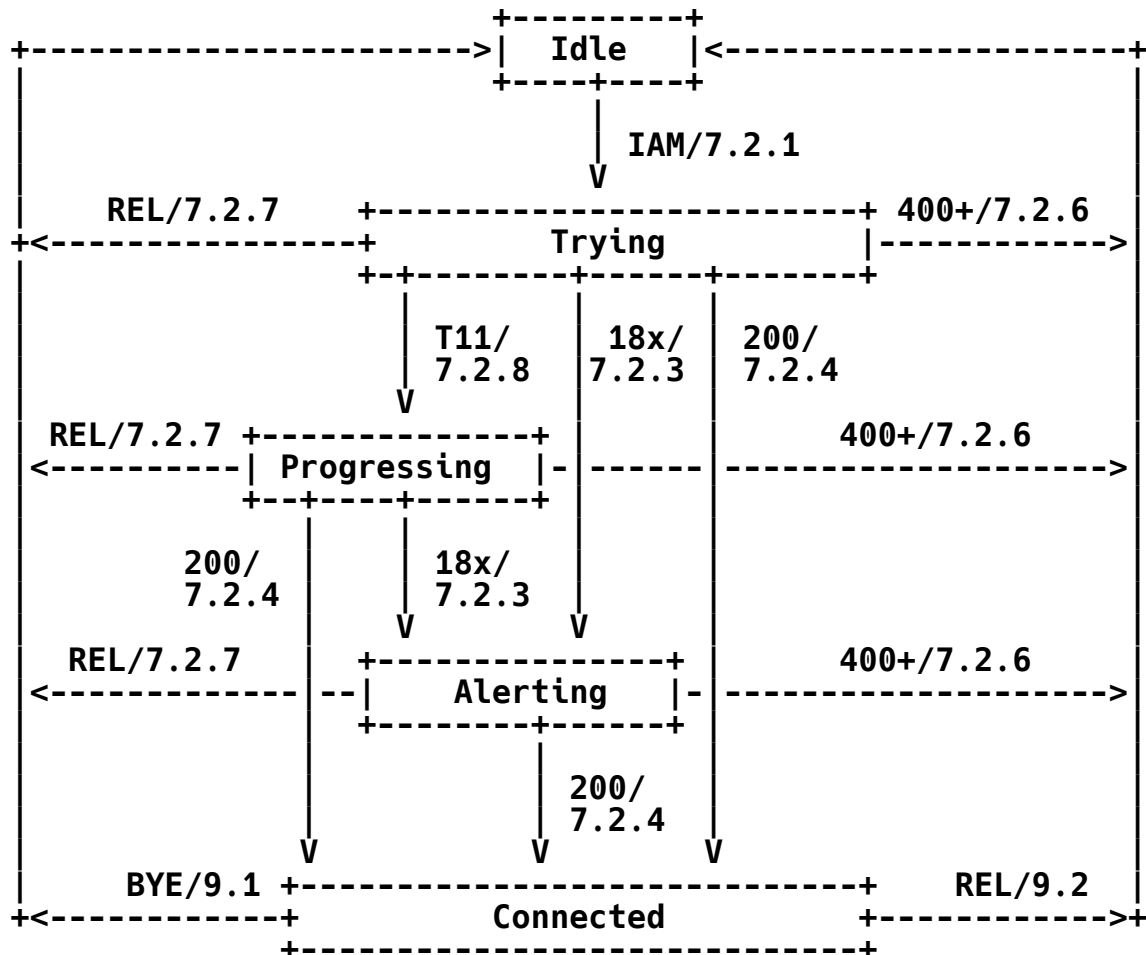 Idle
IAM/7.2.1
REL/7.2.7 400+/7.2.6
Trying
T11/ 18x/ 200/
7.2.8 7.2.3 7.2.4
REL/7.2.7 400+/7.2.6
Progressing
200/ 18x/
7.2.4 7.2.3
REL/7.2.7 400+/7.2.6
Alerting
200/
7.2.4
BYE/9.1 REL/9.2
Connected